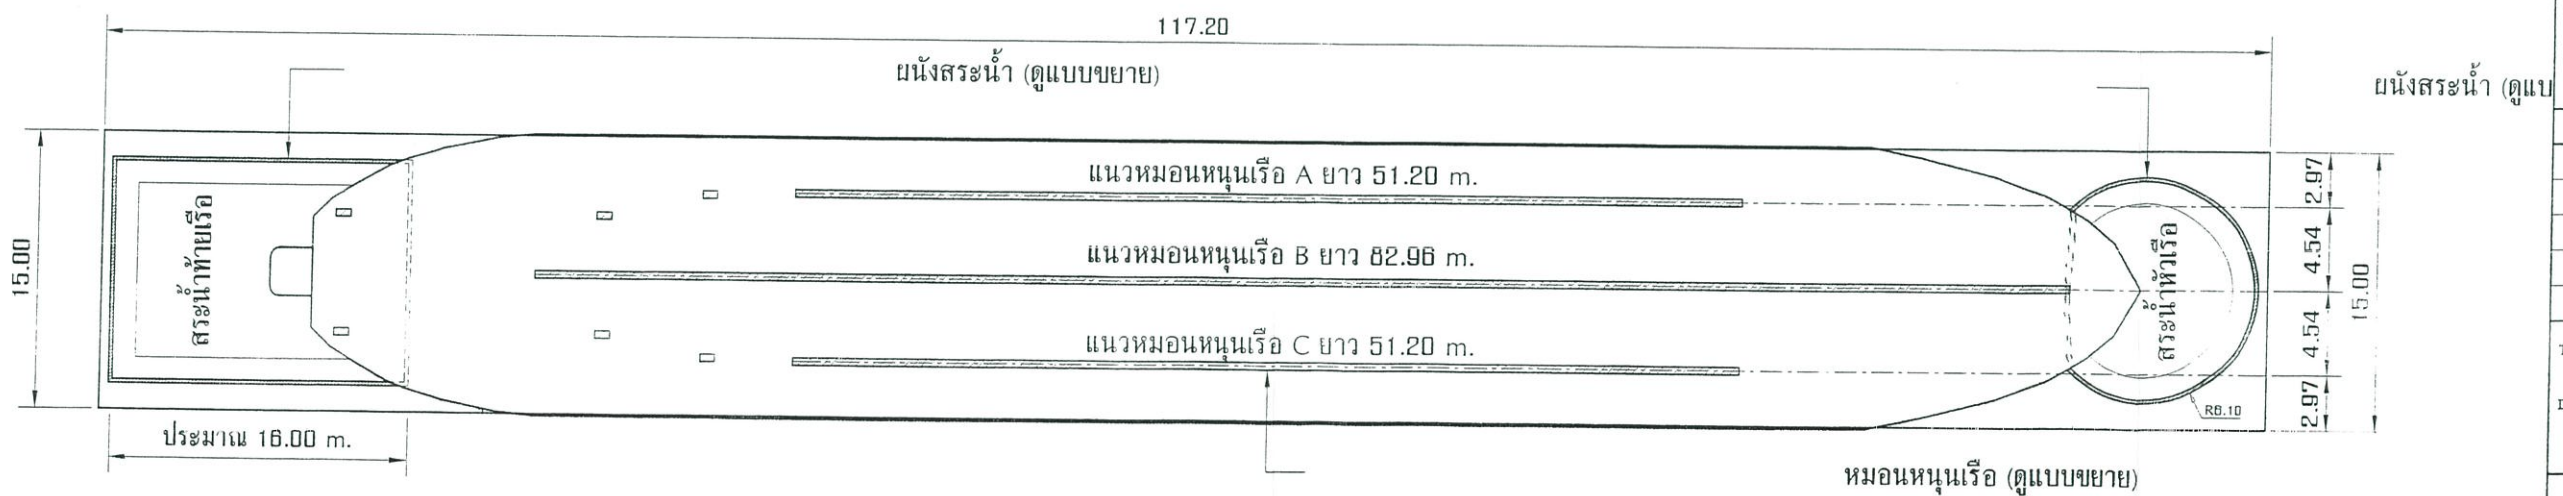 117.20
ผนังสระน้ำ (ดูแบบขยาย)
ผนังสระน้ำ (ดูแบ
แนวหมอนหนุนเรือ A ยาว 51.20 m.
2.97
สระน้ำท้ายเรือ
15.00
แนวหมอนหนุนเรือ B ยาว 82.96 m.
4.54
สระน้ำหัวเรือ
15.00
แนวหมอนหนุนเรือ C ยาว 51.20 m.
4.54
R6.10
2.97
ประมาณ 16.00 m.
หมอนหนุนเรือ (ดูแบบขยาย)